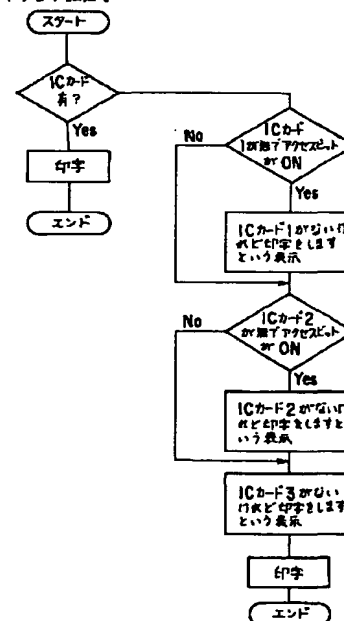 スタート
ICカード
有?
Yes
印字
エンド
ICカード
1が無でアクセスビット
がON
No
Yes
ICカード1がないけ
れど印字をします
という表示
ICカード2
が無でアクセスビット
がON
No
Yes
ICカード2がないけ
れど印字をしますと
いう表示
ICカード3がない
けれど印字をします
という表示
印字
エンド